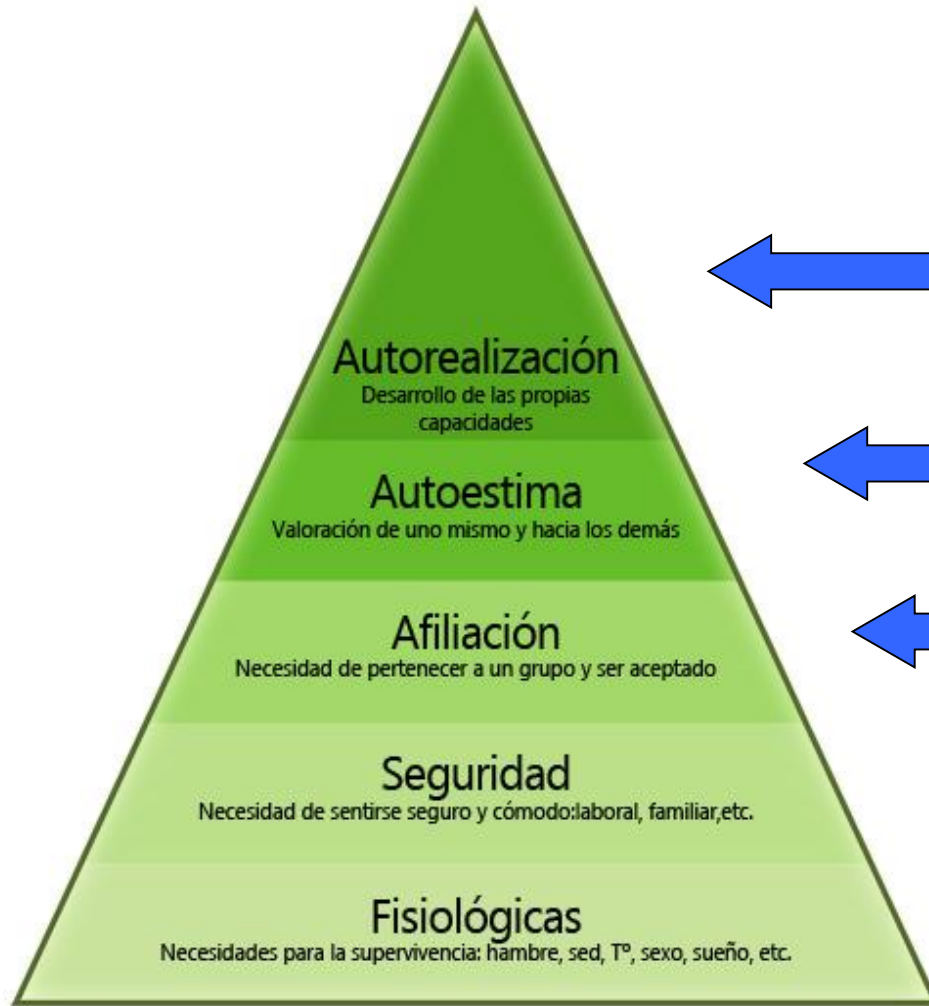 Autorealización
Desarrollo de las propias
capacidades
Autoestima
Valoración de uno mismo y hacia los demás
Afiliación
Necesidad de pertenecer a un grupo y ser aceptado
Seguridad
Necesidad de sentirse seguro y cómodo:laboral, familiar,etc.
Fisiológicas
Necesidades para la supervivencia: hambre, sed, Tº, sexo, sueño, etc.